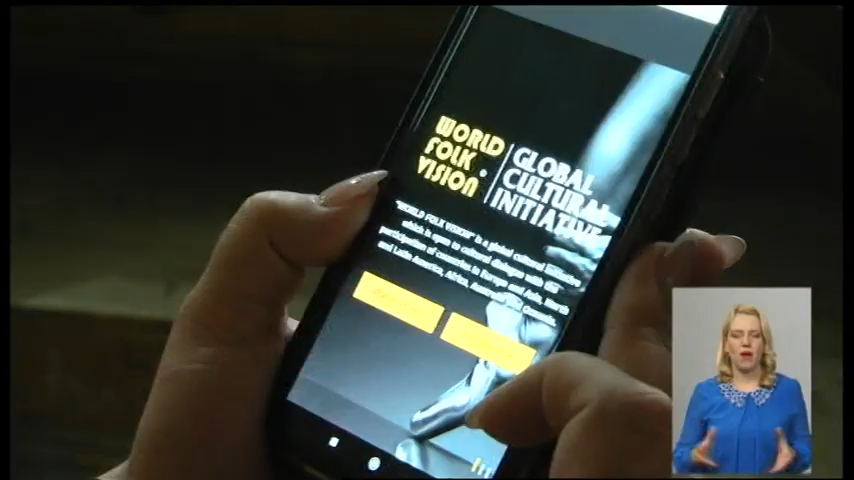 WORLD
FOLK
VISION
GLOBAL
CULTURAL
INITIATIVE
"WORLD FOLK VISION" is a global cultural initiative
which is open to cultural dialogue with the
participation of countries in Europe and Asia, North
and Latin America, Africa, and Oceania.